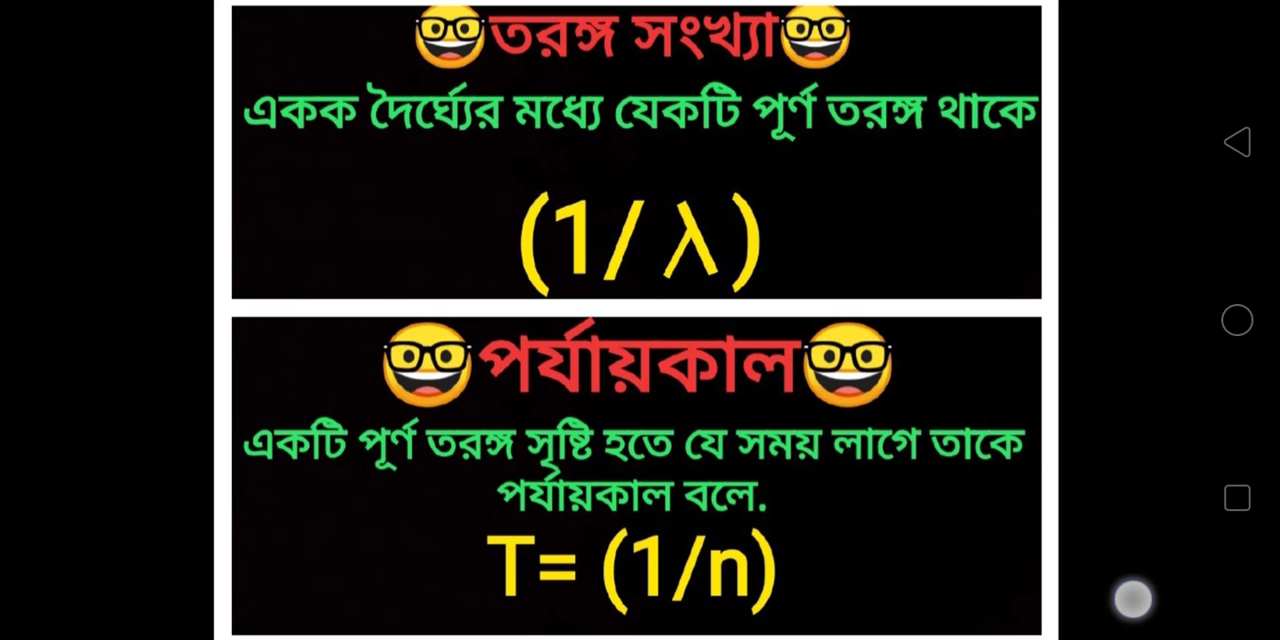 🤓তরঙ্গ সংখ্যা🤓
একক দৈর্ঘ্যের মধ্যে যেকটি পূর্ণ তরঙ্গ থাকে
(1/ λ)
🤓পর্যায়কাল🤓
একটি পূর্ণ তরঙ্গ সৃষ্টি হতে যে সময় লাগে তাকে
পর্যায়কাল বলে.
T= (1/n)